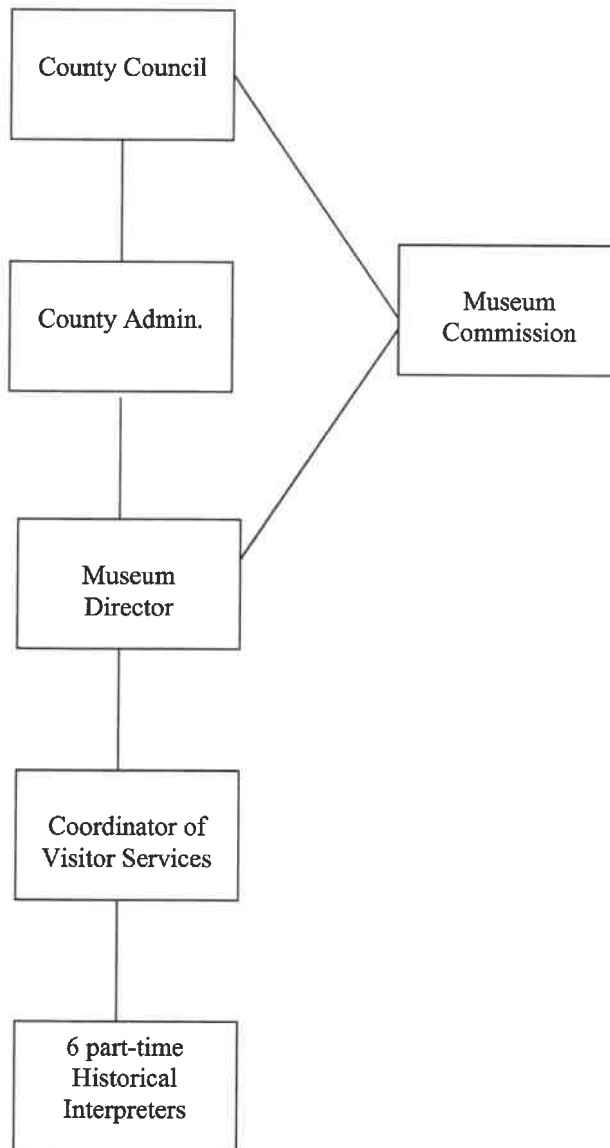 County Council
County Admin.
Museum
Commission
Museum
Director
Coordinator of
Visitor Services
6 part-time
Historical
Interpreters